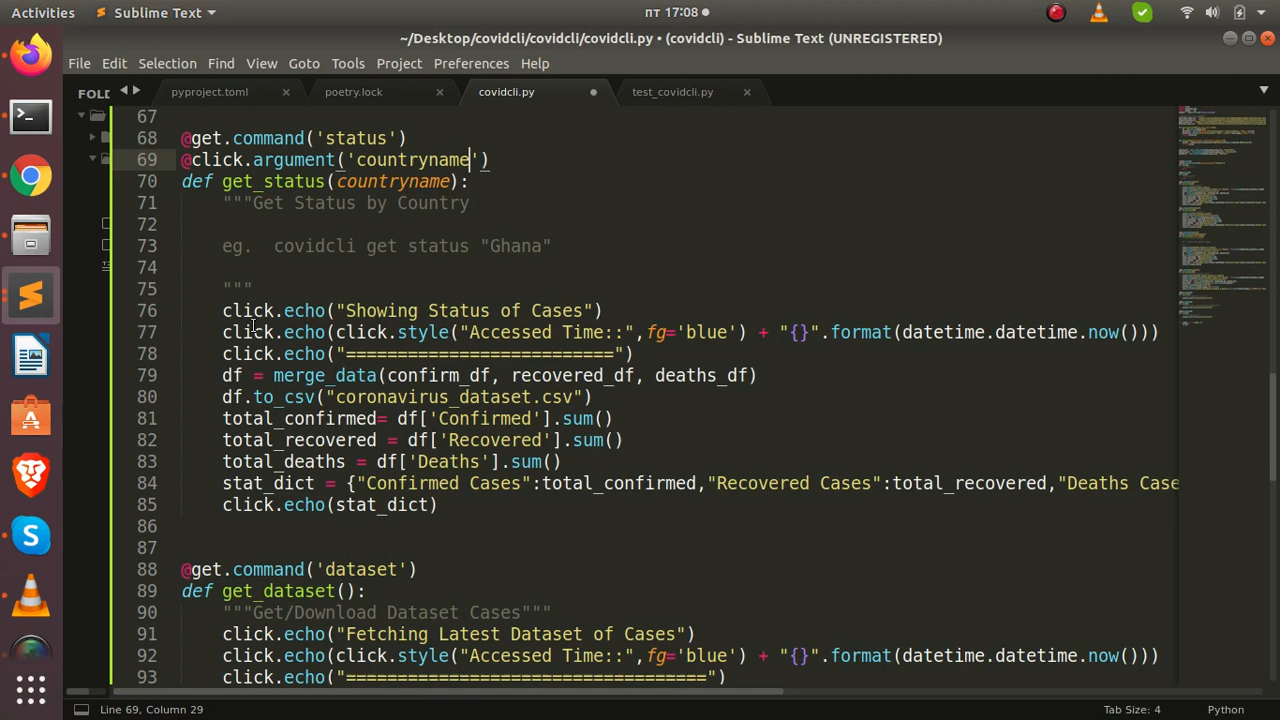 Activities
Sublime Text
пт 17:08
~/Desktop/covidcli/covidcli/covidcli.py • (covidcli) - Sublime Text (UNREGISTERED)
File Edit Selection Find View Goto Tools Project Preferences Help
FOLD
pyproject.toml
poetry.lock
covidcli.py
test_covidcli.py
67
68 @get.command('status')
69 @click.argument('countryname')
70 def get_status(countryname):
71 """Get Status by Country
72
73 eg.  covidcli get status "Ghana"
74
75 """
76 click.echo("Showing Status of Cases")
77 click.echo(click.style("Accessed Time::",fg='blue') + "{}".format(datetime.datetime.now()))
78 click.echo("==========================")
79 df = merge_data(confirm_df, recovered_df, deaths_df)
80 df.to_csv("coronavirus_dataset.csv")
81 total_confirmed= df['Confirmed'].sum()
82 total_recovered = df['Recovered'].sum()
83 total_deaths = df['Deaths'].sum()
84 stat_dict = {"Confirmed Cases":total_confirmed,"Recovered Cases":total_recovered,"Deaths Case
85 click.echo(stat_dict)
86
87
88 @get.command('dataset')
89 def get_dataset():
90 """Get/Download Dataset Cases"""
91 click.echo("Fetching Latest Dataset of Cases")
92 click.echo(click.style("Accessed Time::",fg='blue') + "{}".format(datetime.datetime.now()))
93 click.echo("===================================")
Line 69, Column 29
Tab Size: 4
Python